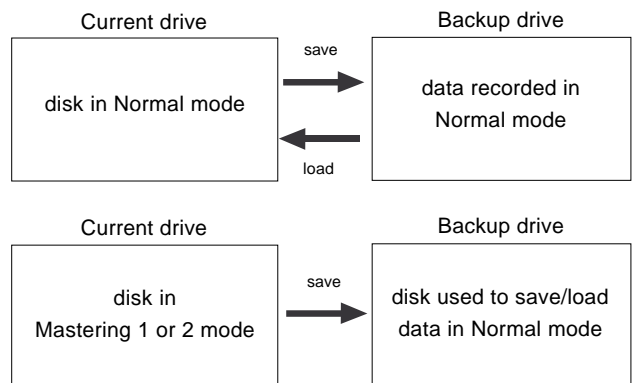 Current drive
Backup drive
save
disk in Normal mode
data recorded in
Normal mode
load
Current drive
Backup drive
save
disk in
Mastering 1 or 2 mode
disk used to save/load
data in Normal mode